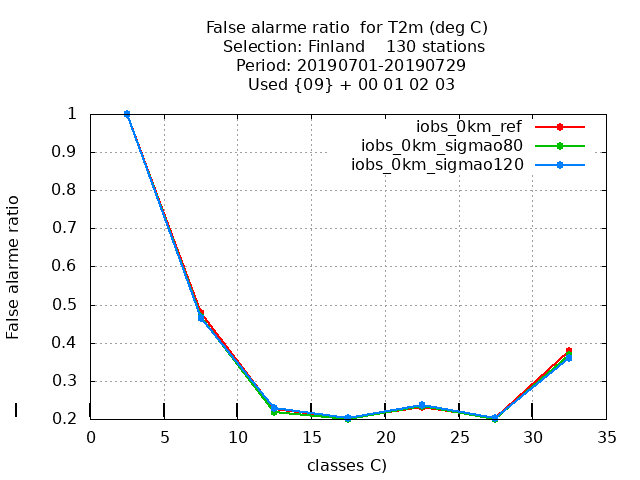 False alarme ratio  for T2m (deg C)
Selection: Finland    130 stations
Period: 20190701-20190729
Used {09} + 00 01 02 03
iobs_0km_ref
iobs_0km_sigmao80
iobs_0km_sigmao120
1
0.9
0.8
0.7
0.6
0.5
0.4
0.3
0.2
False alarme ratio
0 5 10 15 20 25 30 35
classes C)